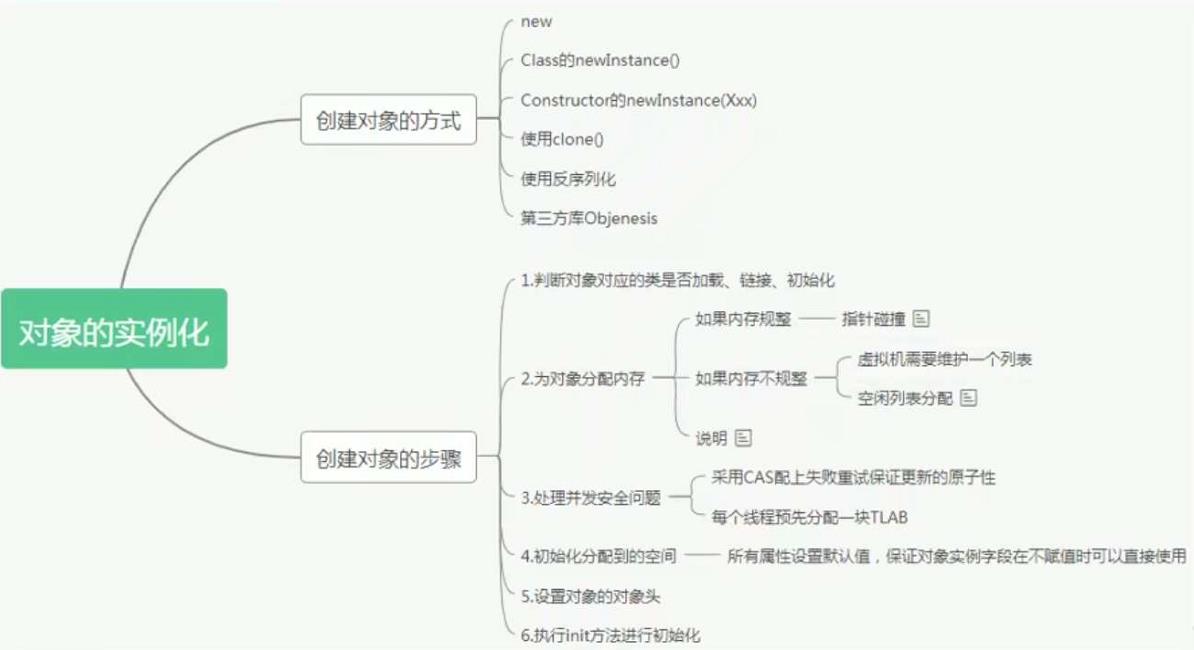 对象的实例化
创建对象的方式
new
Class的newInstance()
Constructor的newInstance(Xxx)
使用clone()
使用反序列化
第三方库Objenesis
创建对象的步骤
1.判断对象对应的类是否加载、链接、初始化
2.为对象分配内存
如果内存规整
指针碰撞
如果内存不规整
虚拟机需要维护一个列表
空闲列表分配
说明
3.处理并发安全问题
采用CAS配上失败重试保证更新的原子性
每个线程预先分配一块TLAB
4.初始化分配到的空间
所有属性设置默认值，保证对象实例字段在不赋值时可以直接使用
5.设置对象的对象头
6.执行init方法进行初始化